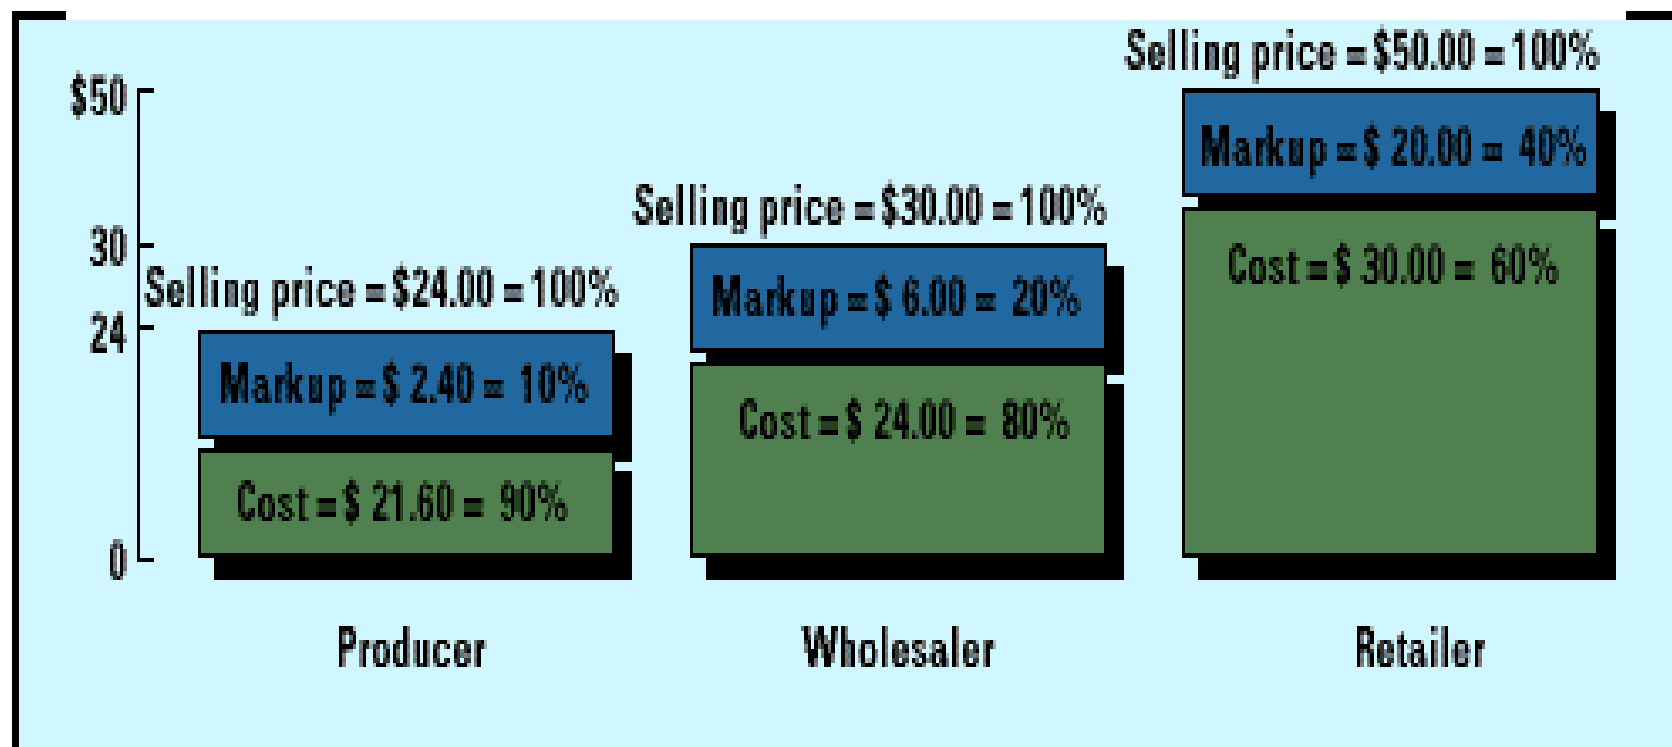 Selling price = $50.00 = 100%
$50
Markup = $ 20.00 = 40%
Selling price = $30.00 = 100%
30
Cost = $ 30.00 = 60%
Selling price = $24.00 = 100%
Markup = $ 6.00 = 20%
24
Markup = $ 2.40 = 10%
Cost = $ 24.00 = 80%
Cost = $ 21.60 = 90%
0
Producer
Wholesaler
Retailer